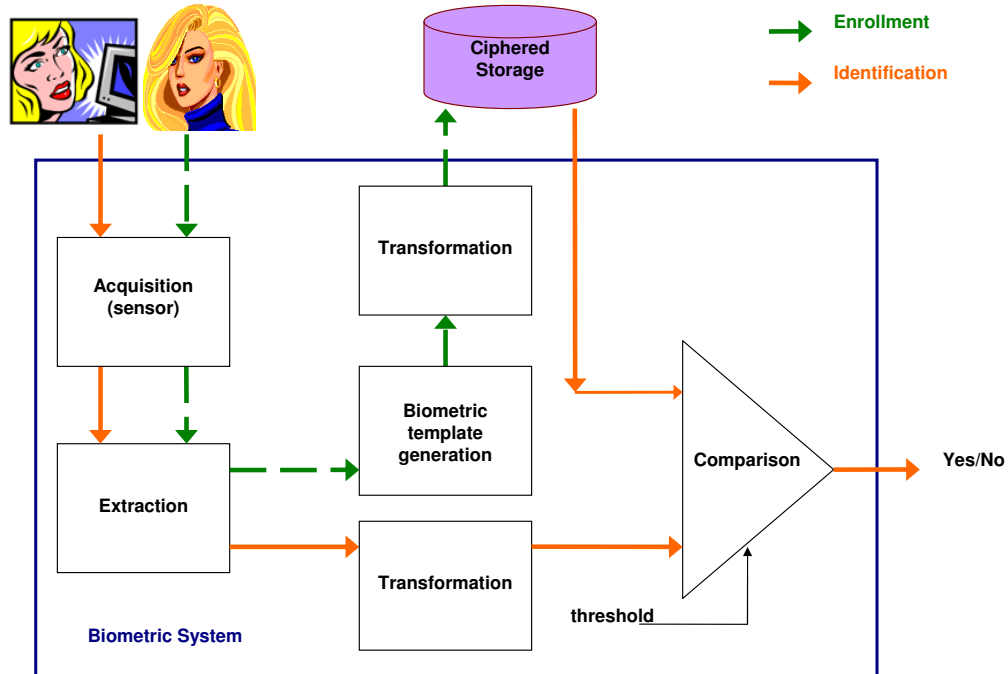 Ciphered
Storage
Enrollment
Identification
Transformation
Acquisition
(sensor)
Biometric
template
generation
Comparison
Yes/No
Extraction
Transformation
threshold
Biometric System